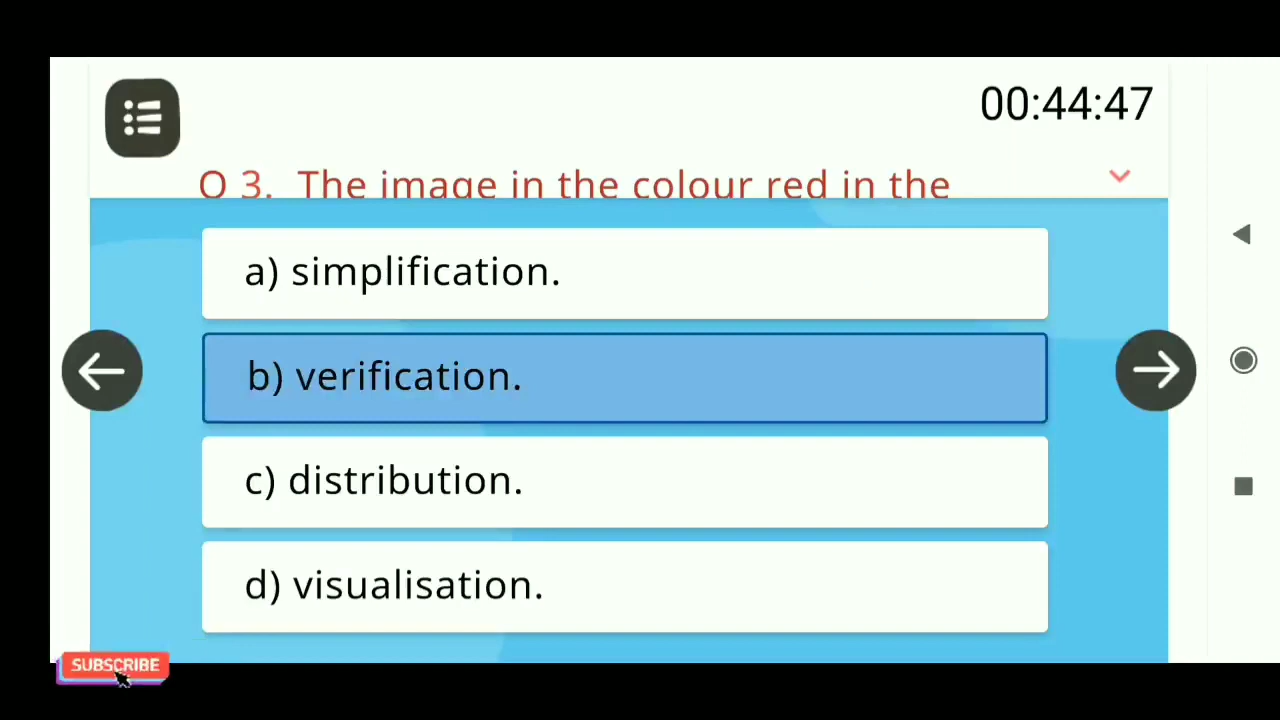 00:44:47
Q 3. The image in the colour red in the
a) simplification.
b) verification.
c) distribution.
d) visualisation.
SUBSCRIBE